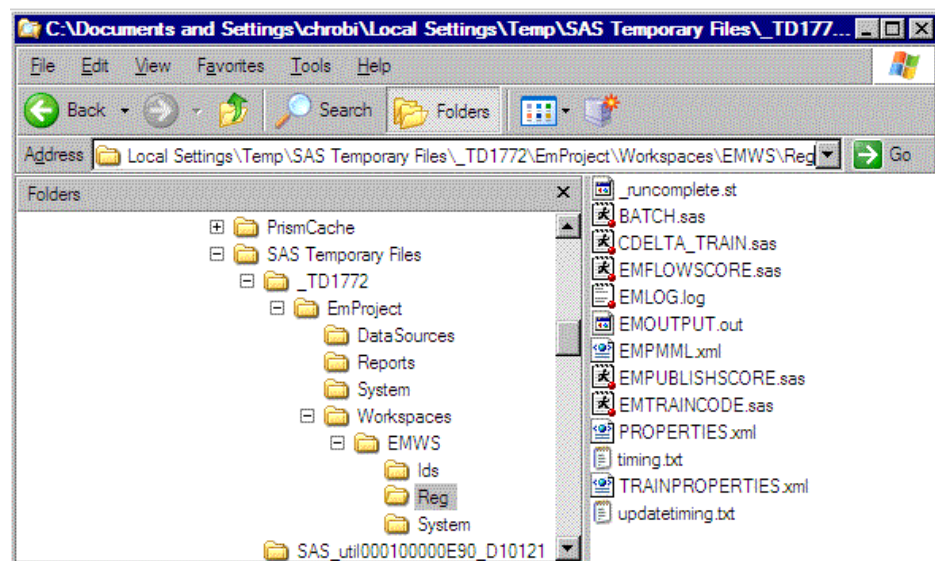 C:\Documents and Settings\chrobi\Local Settings\Temp\SAS Temporary Files\_TD177...
File Edit View Favorites Tools Help
Back Search Folders
Address Local Settings\Temp\SAS Temporary Files\_TD1772\EmProject\Workspaces\EMWS\Reg Go
Folders
PrismCache
SAS Temporary Files
_TD1772
EmProject
DataSources
Reports
System
Workspaces
EMWS
Ids
Reg
System
SAS_util000100000E90_D10121
_runcomplete.st
BATCH.sas
CDELTA_TRAIN.sas
EMFLOWSCORE.sas
EMLOG.log
EMOUTPUT.out
EMPMML.xml
EMPUBLISHSCORE.sas
EMTRAINCODE.sas
PROPERTIES.xml
timing.txt
TRAINPROPERTIES.xml
updatetiming.txt